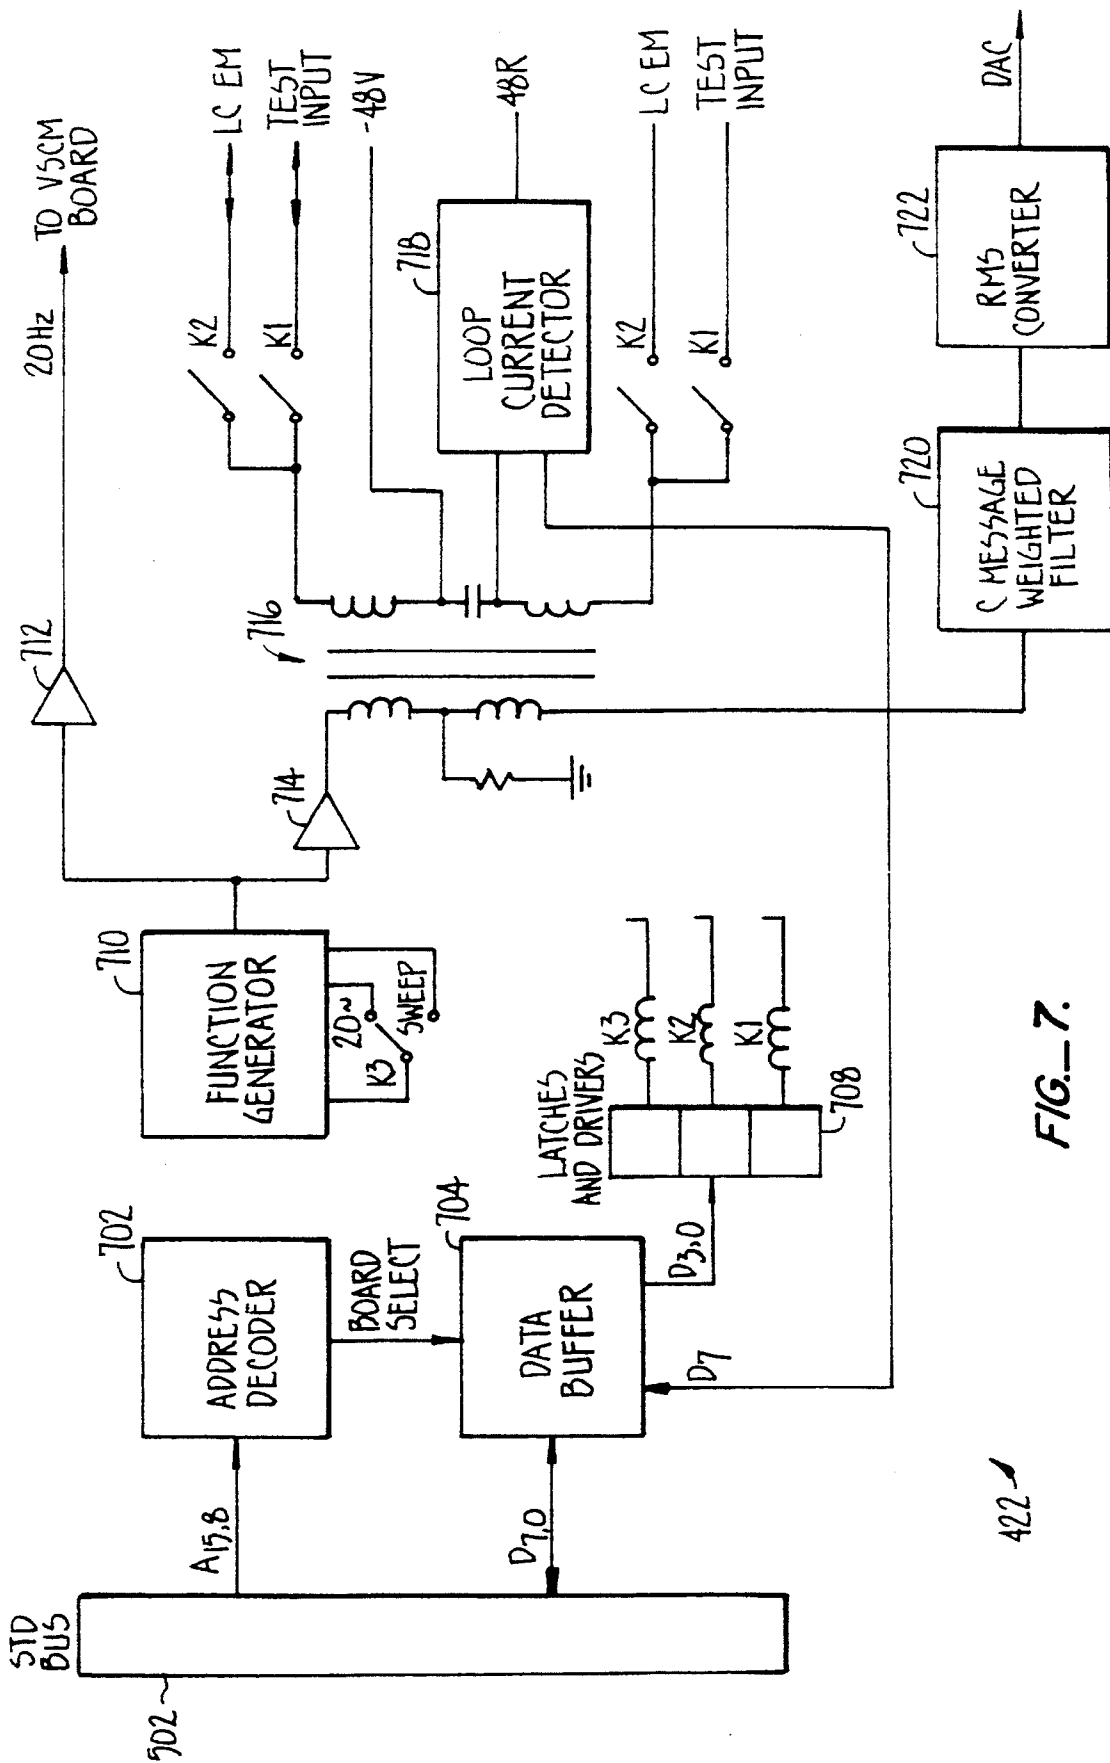 STD
BUS
502
A15,8
D7,0
ADDRESS
DECODER
702
BOARD
SELECT
DATA
BUFFER
704
D3,0
D7
LATCHES
AND DRIVERS
708
K3
K2
K1
FUNCTION
GENERATOR
710
20~
K3
SWEEP
712
714
716
20Hz
TO VSCM
BOARD
K2
LC EM
K1
TEST
INPUT
-48V
LOOP
CURRENT
DETECTOR
718
48R
K2
LC EM
K1
TEST
INPUT
C MESSAGE
WEIGHTED
FILTER
720
RMS
CONVERTER
722
DAC
422
FIG._7.